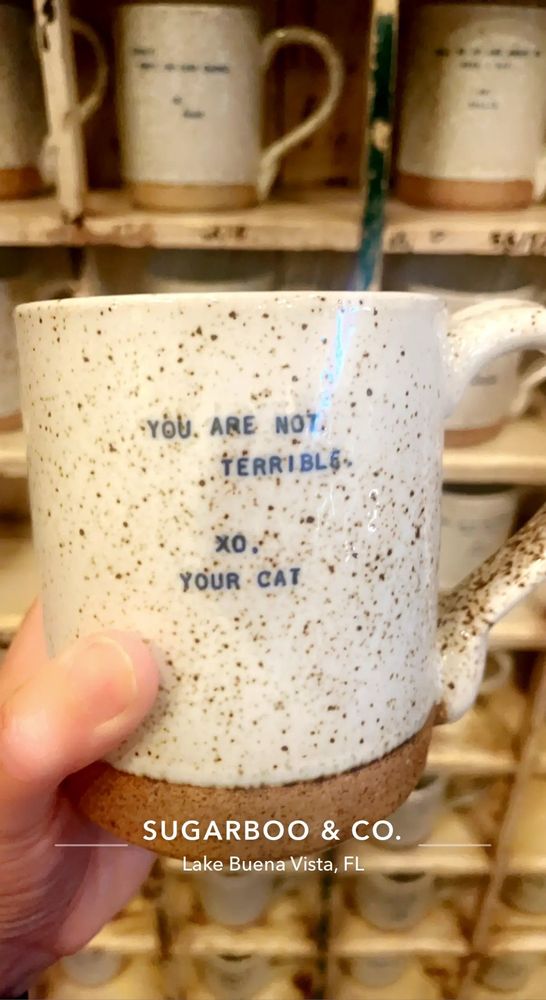 YOU ARE NOT
TERRIBLE.
XO,
YOUR CAT
SUGARBOO & CO.
Lake Buena Vista, FL